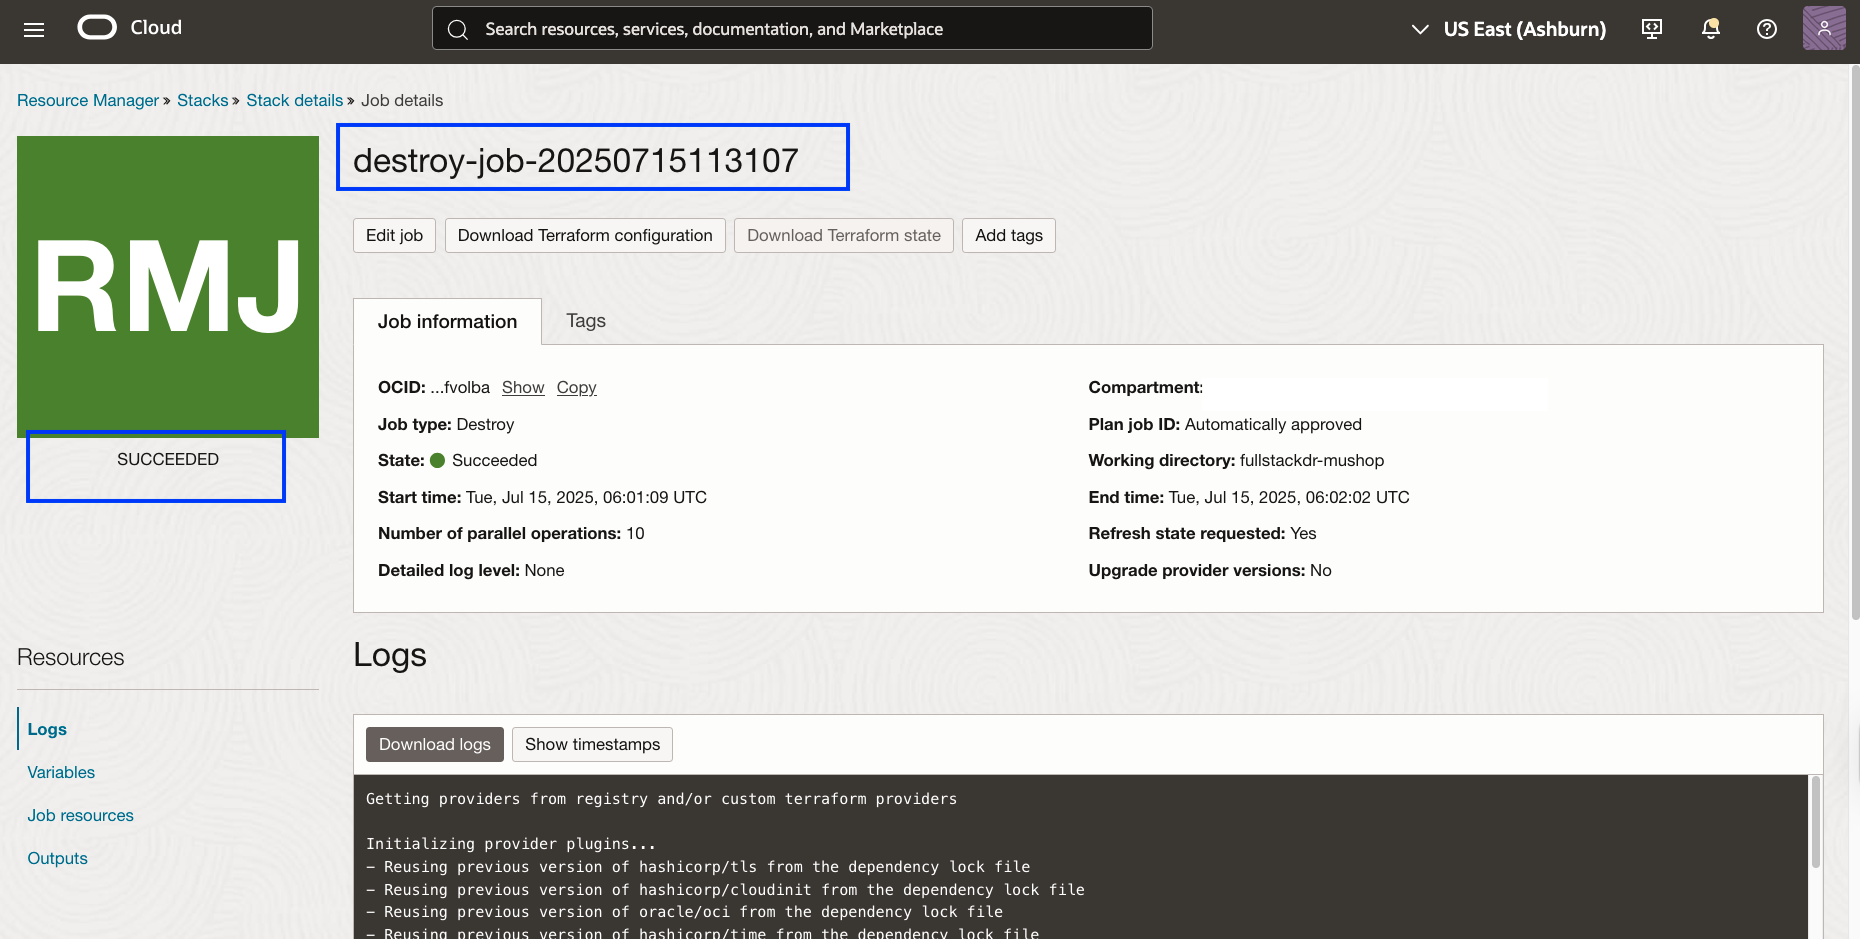 Cloud
Search resources, services, documentation, and Marketplace
US East (Ashburn)
Resource Manager » Stacks » Stack details » Job details
RMJ
SUCCEEDED
destroy-job-20250715113107
Edit job Download Terraform configuration Download Terraform state Add tags
Job information Tags
OCID: ...fvolba Show Copy
Job type: Destroy
State: Succeeded
Start time: Tue, Jul 15, 2025, 06:01:09 UTC
Number of parallel operations: 10
Detailed log level: None
Compartment:
Plan job ID: Automatically approved
Working directory: fullstackdr-mushop
End time: Tue, Jul 15, 2025, 06:02:02 UTC
Refresh state requested: Yes
Upgrade provider versions: No
Resources
Logs
Variables
Job resources
Outputs
Logs
Download logs Show timestamps
Getting providers from registry and/or custom terraform providers
Initializing provider plugins...
- Reusing previous version of hashicorp/tls from the dependency lock file
- Reusing previous version of hashicorp/cloudinit from the dependency lock file
- Reusing previous version of oracle/oci from the dependency lock file
- Reusing previous version of hashicorp/time from the dependency lock file